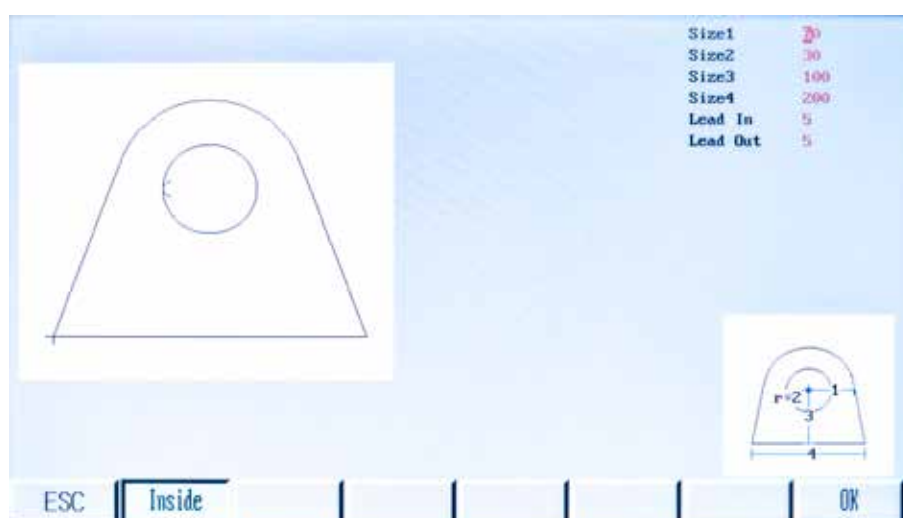 Size1
Size2 30
Size3 100
Size4 200
Lead In 5
Lead Out 5
r=2
1
3
4
ESC Inside OK